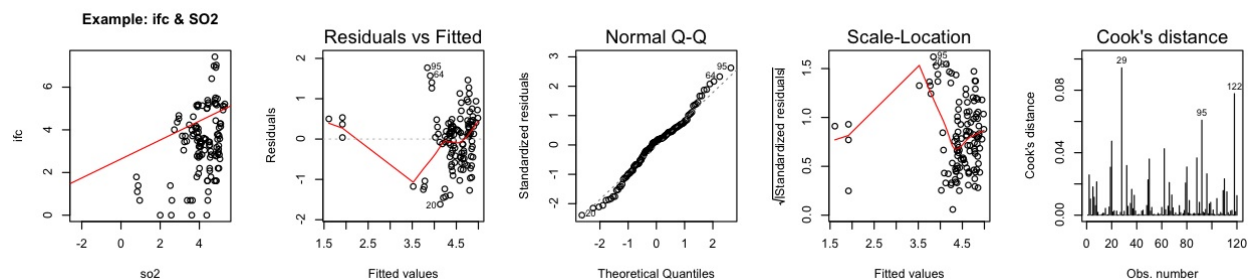 Example: ifc & SO2
ifc
6
4
2
0
-2 0 2 4
so2
Residuals vs Fitted
Residuals
2
1
0
-1
-2
95
64
20
1.5 2.5 3.5 4.5
Fitted values
Normal Q-Q
Standardized residuals
3
2
1
0
-1
-2
95
64
20
-2 -1 0 1 2
Theoretical Quantiles
Scale-Location
√|Standardized residuals|
1.5
1.0
0.5
0.0
95
1.5 2.5 3.5 4.5
Fitted values
Cook's distance
Cook's distance
0.08
0.04
0.00
29
95
122
0 20 40 60 80 120
Obs. number